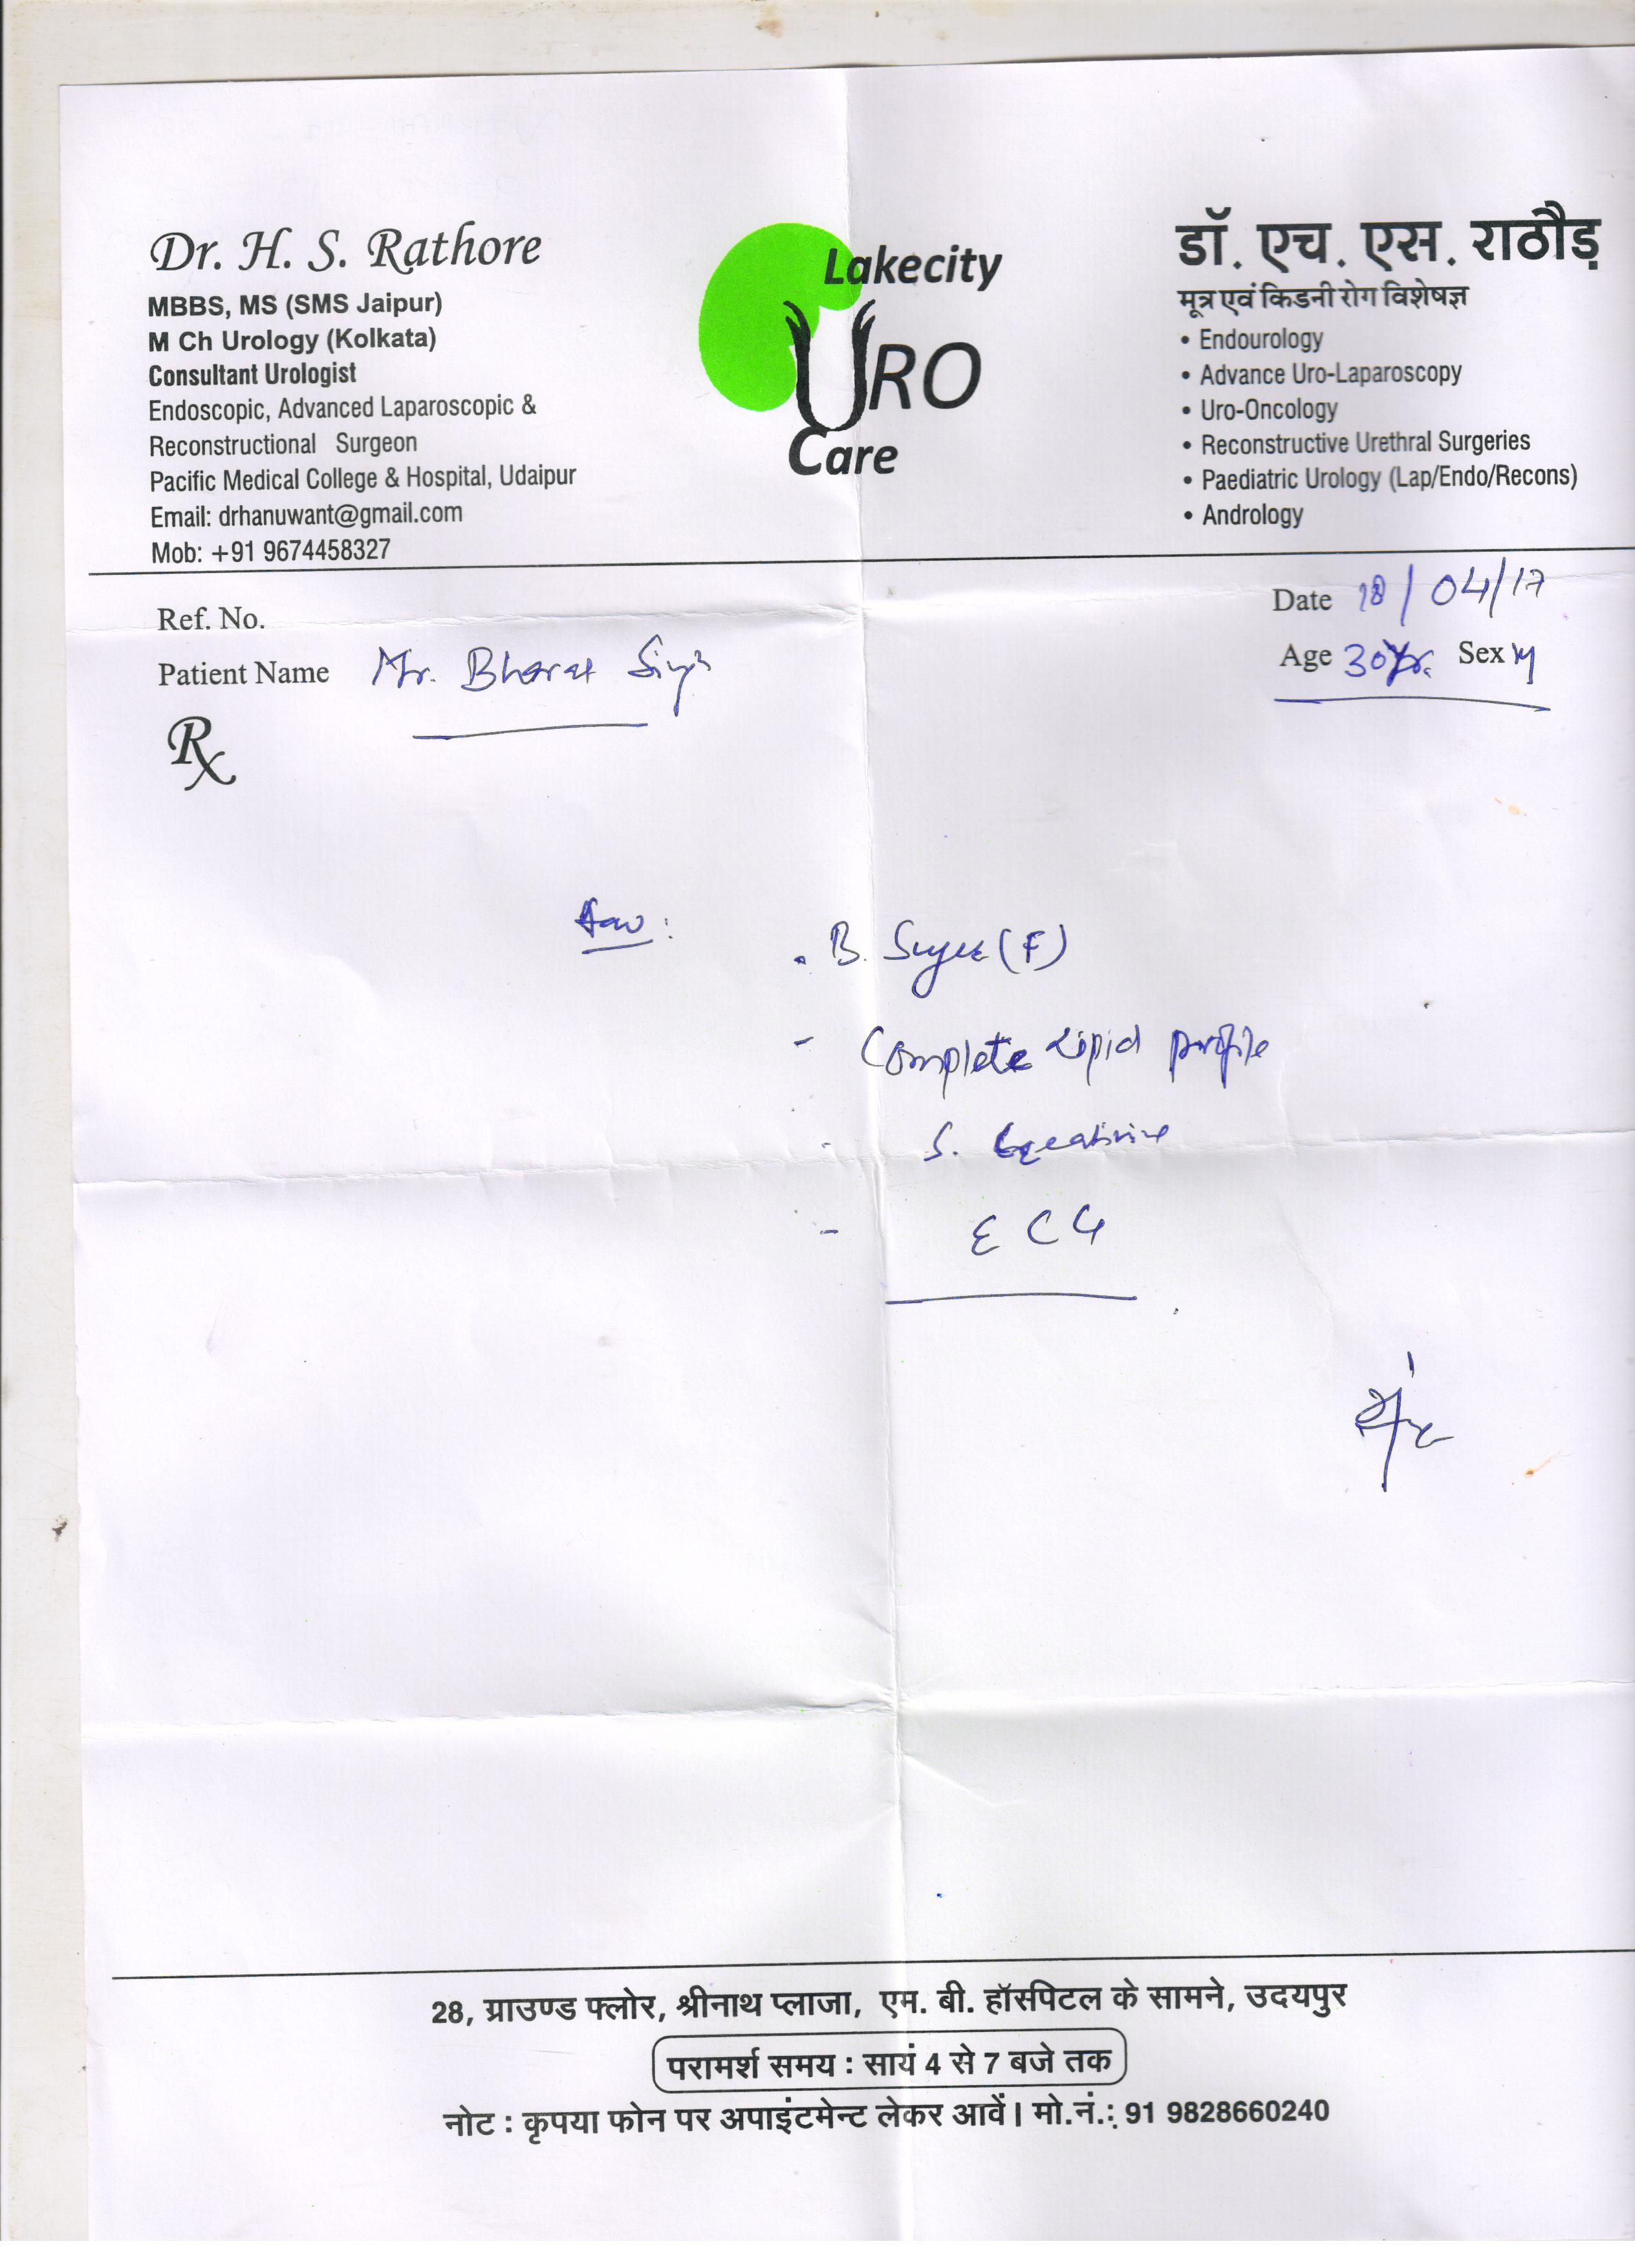 Dr. H. S. Rathore
MBBS, MS (SMS Jaipur)
M Ch Urology (Kolkata)
Consultant Urologist
Endoscopic, Advanced Laparoscopic &
Reconstructional Surgeon
Pacific Medical College & Hospital, Udaipur
Email: drhanuwant@gmail.com
Mob: +91 9674458327
Lakecity
URO
Care
डॉ. एच. एस. राठौड़
मूत्र एवं किडनी रोग विशेषज्ञ
• Endourology
• Advance Uro-Laparoscopy
• Uro-Oncology
• Reconstructive Urethral Surgeries
• Paediatric Urology (Lap/Endo/Recons)
• Andrology
Ref. No.
Date 18/04/17
Patient Name Mr. Bharat Singh
Age 30Yr. Sex M
Rx
. B. Sugar (F)
- Complete Lipid profile
- S. Creatinine
- ECG
28, ग्राउण्ड फ्लोर, श्रीनाथ प्लाजा, एम. बी. हॉस्पिटल के सामने, उदयपुर
परामर्श समय : सायं 4 से 7 बजे तक
नोट : कृपया फोन पर अपाइंटमेन्ट लेकर आवें। मो.नं.: 91 9828660240